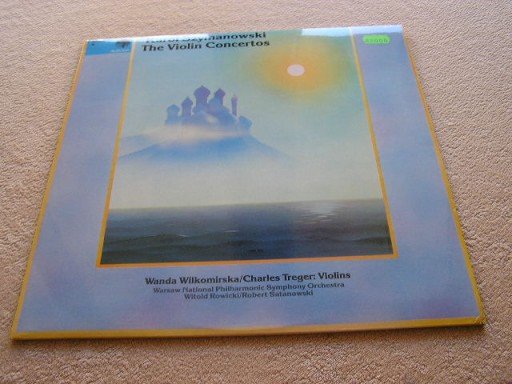 Karol Szymanowski
The Violin Concertos
Wanda Wilkomirska/Charles Treger: Violins
Warsaw National Philharmonic Symphony Orchestra
Witold Rowicki/Robert Satanowski